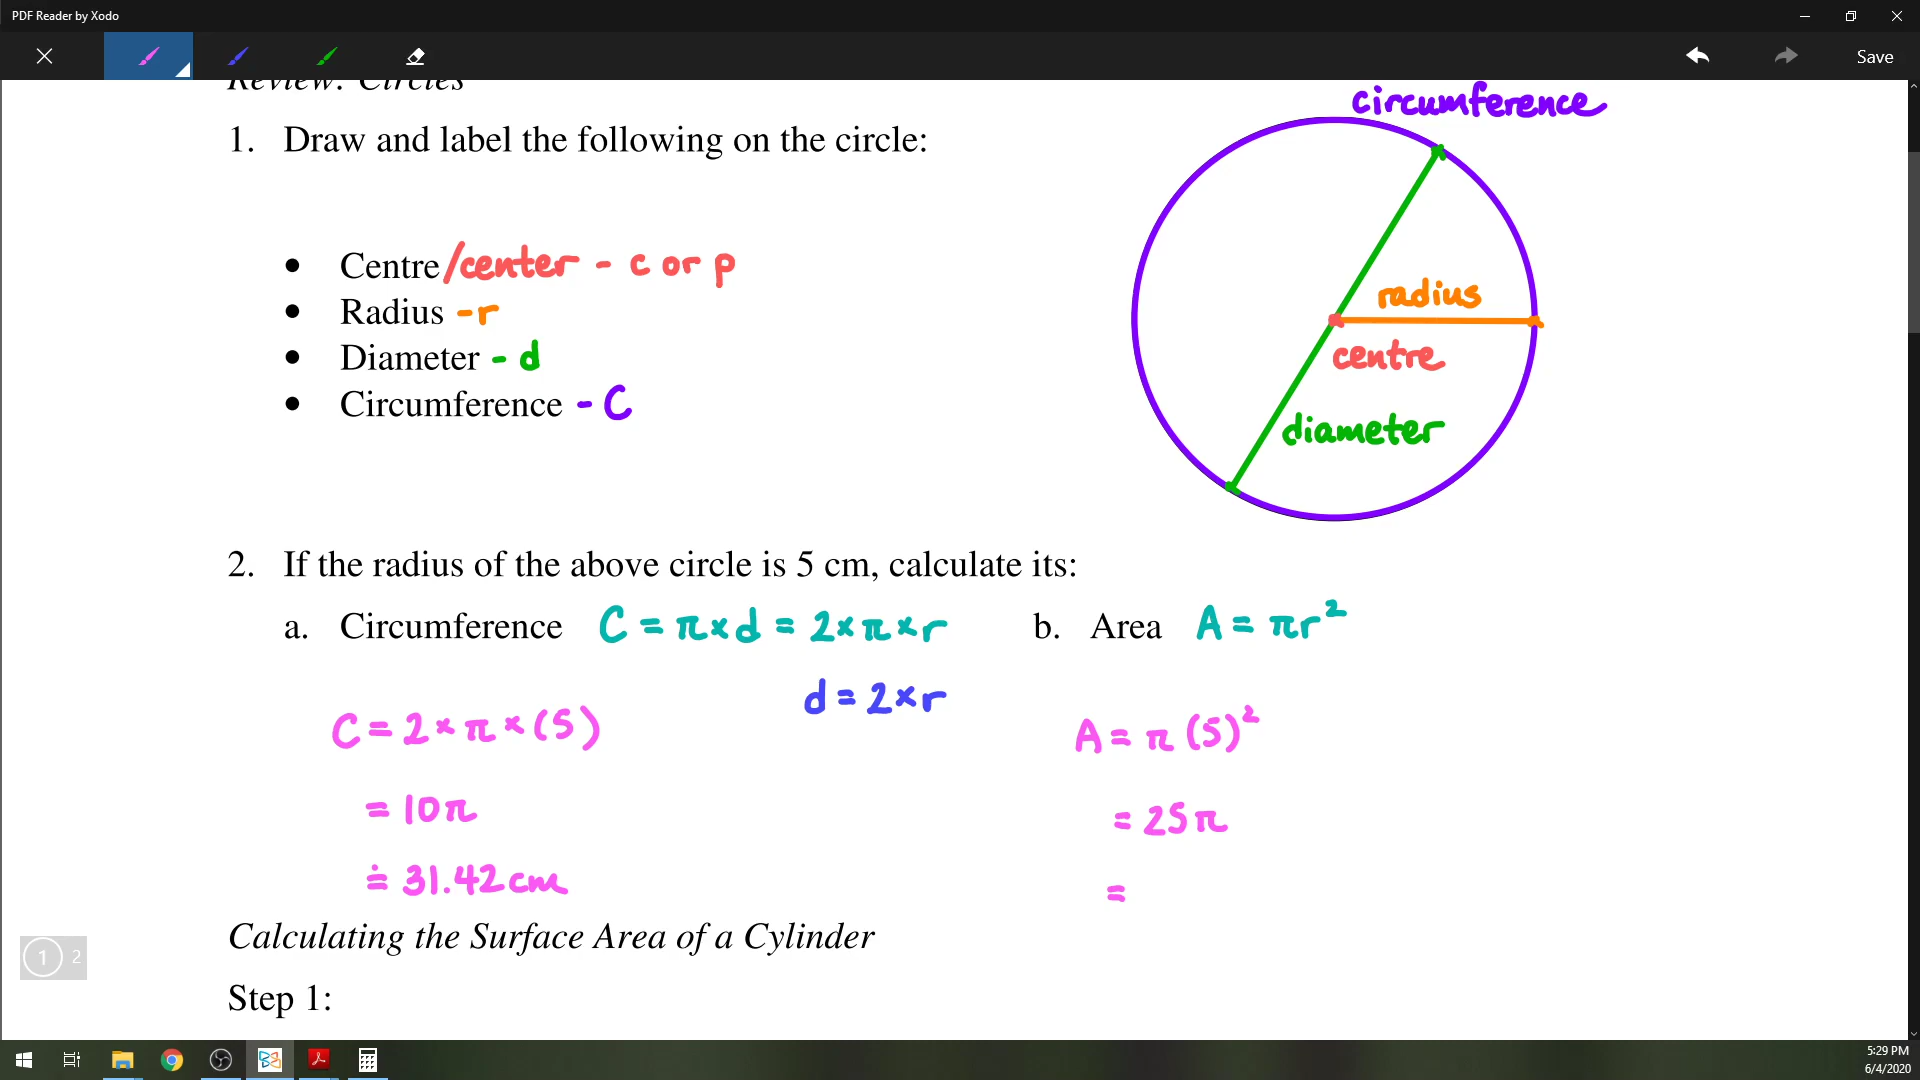 PDF Reader by Xodo
Save
Review: Circles
circumference
1. Draw and label the following on the circle:
• Centre/center - c or p
• Radius - r
• Diameter - d
• Circumference - C
radius
centre
diameter
2. If the radius of the above circle is 5 cm, calculate its:
a. Circumference C = π × d = 2 × π × r
b. Area A = πr²
d = 2 × r
C = 2 × π × (5)
= 10π
≐ 31.42 cm
A = π (5)²
= 25π
=
Calculating the Surface Area of a Cylinder
1 2
Step 1:
5:29 PM
6/4/2020